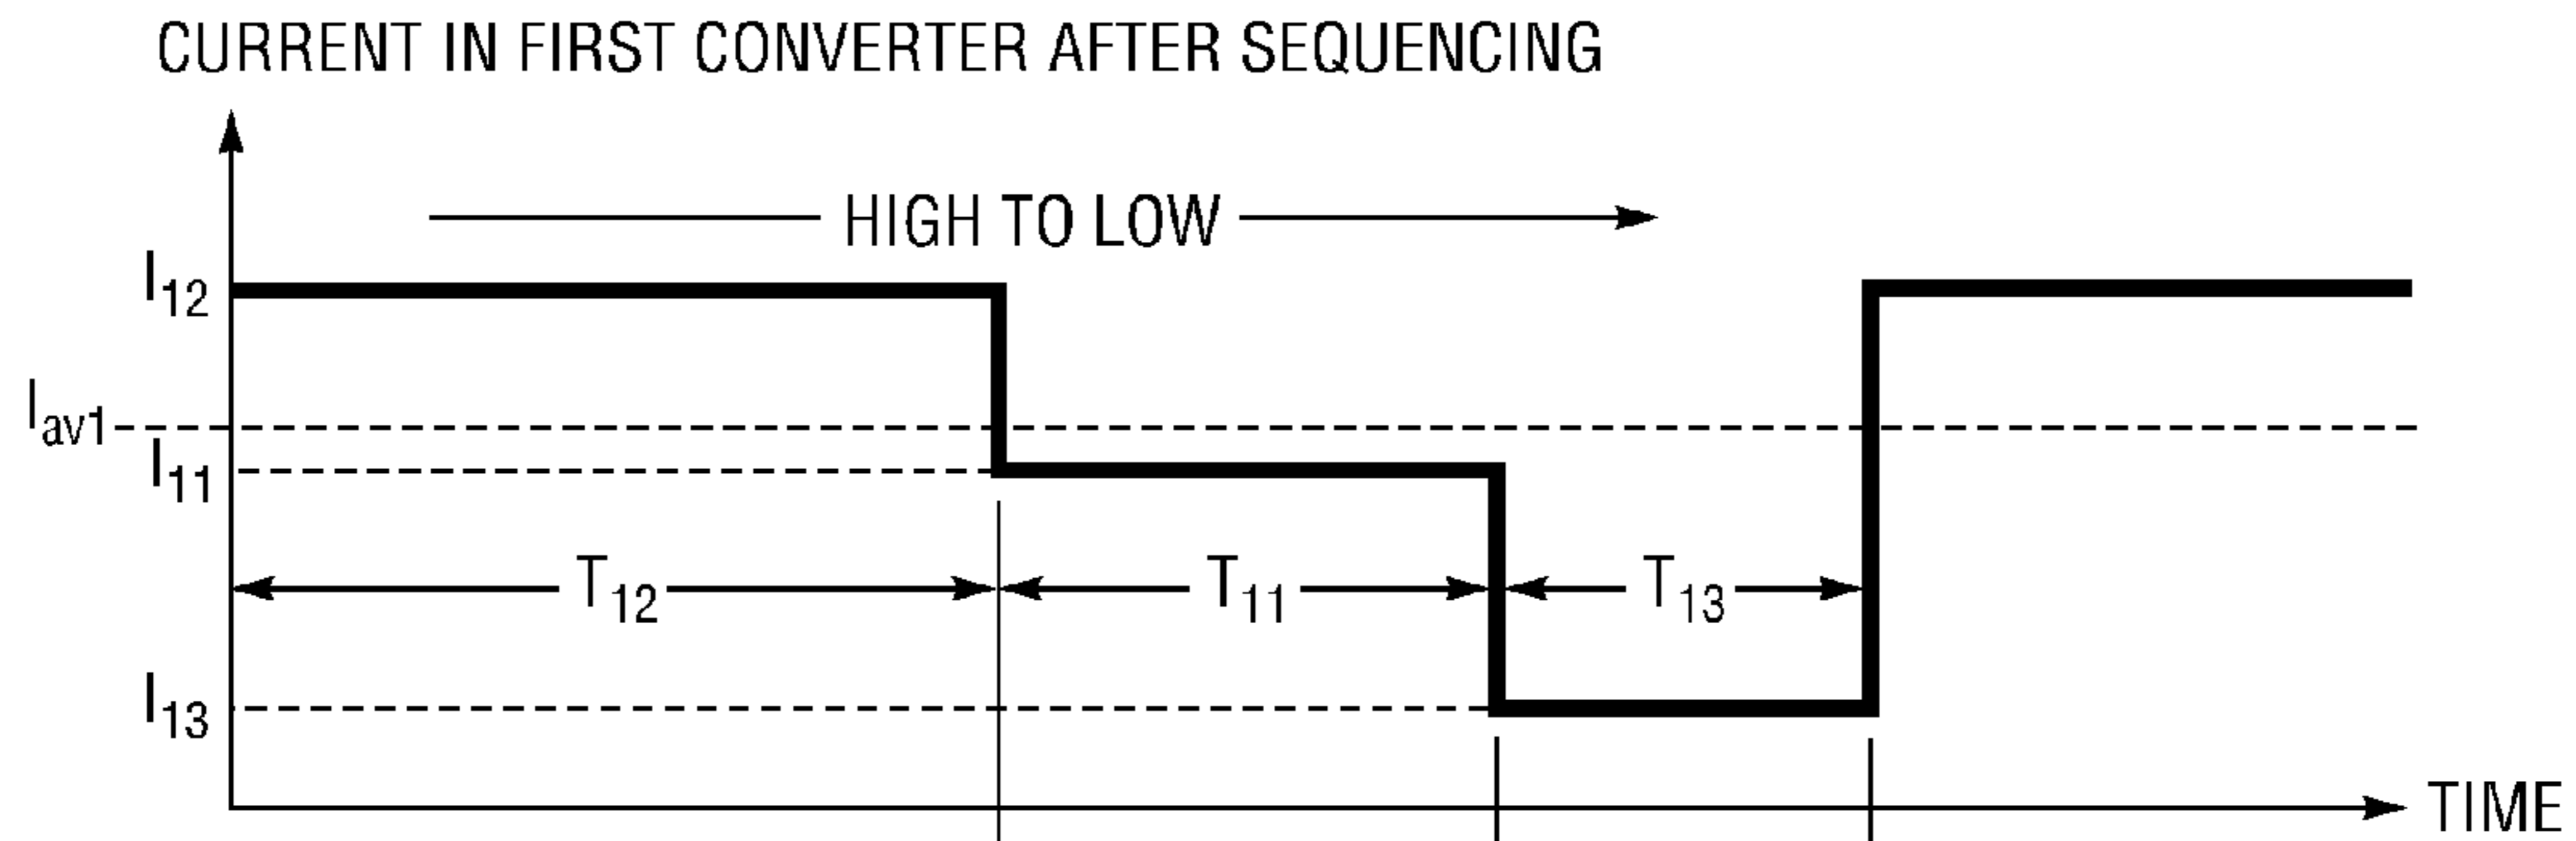 CURRENT IN FIRST CONVERTER AFTER SEQUENCING
HIGH TO LOW
I12
Iav1
I11
T12
T11
T13
I13
TIME